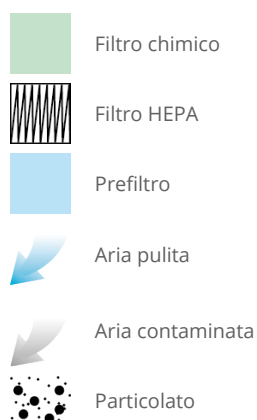 Filtro chimico
Filtro HEPA
Prefiltro
Aria pulita
Aria contaminata
Particolato